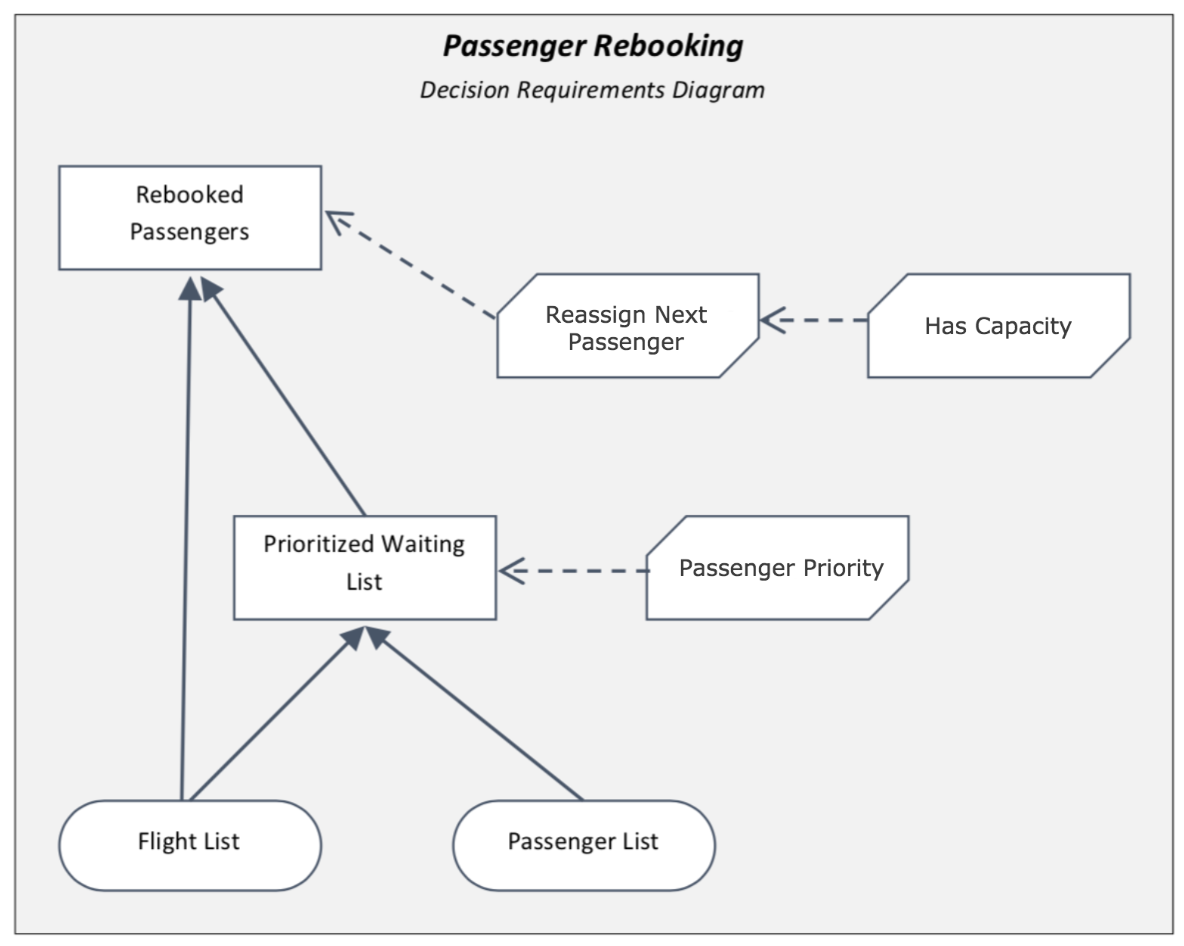 Passenger Rebooking
Decision Requirements Diagram
Rebooked
Passengers
Reassign Next
Passenger
Has Capacity
Prioritized Waiting
List
Passenger Priority
Flight List
Passenger List